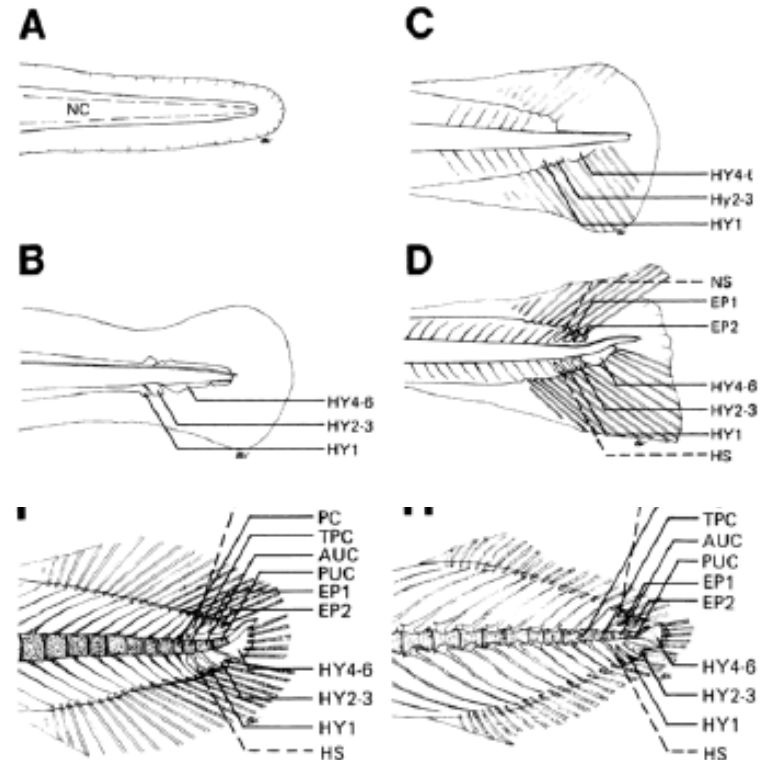 A
NC
C
HY4-
Hy2-3
HY1
B
HY4-6
HY2-3
HY1
D
NS
EP1
EP2
HY4-6
HY2-3
HY1
HS
PC
TPC
AUC
PUC
EP1
EP2
HY4-6
HY2-3
HY1
HS
TPC
AUC
PUC
EP1
EP2
HY4-6
HY2-3
HY1
HS